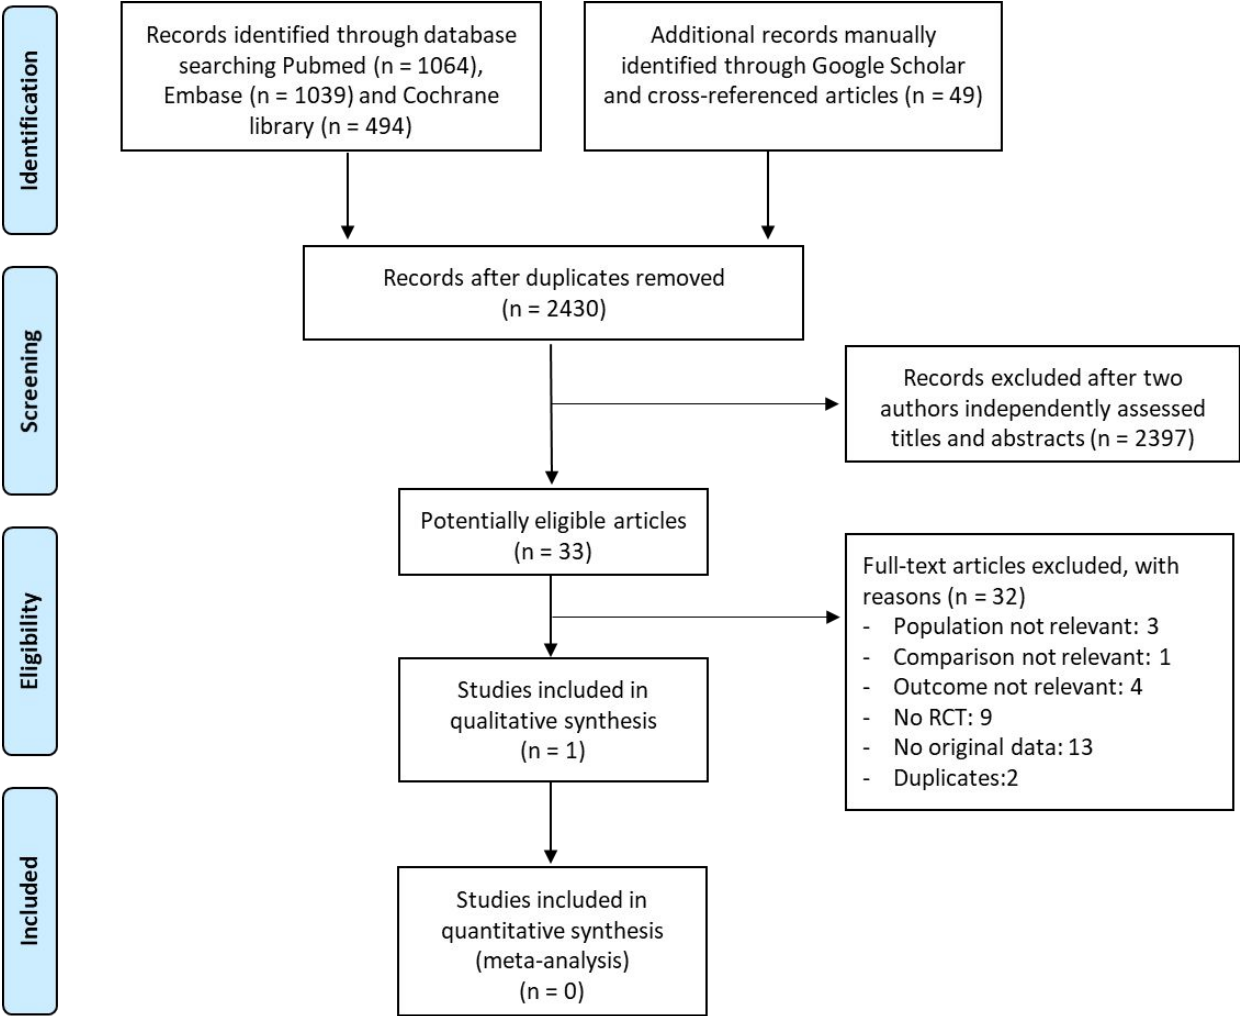 Identification
Records identified through database
searching Pubmed (n = 1064),
Embase (n = 1039) and Cochrane
library (n = 494)
Additional records manually
identified through Google Scholar
and cross-referenced articles (n = 49)
Records after duplicates removed
(n = 2430)
Screening
Records excluded after two
authors independently assessed
titles and abstracts (n = 2397)
Potentially eligible articles
(n = 33)
Eligibility
Full-text articles excluded, with
reasons (n = 32)
- Population not relevant: 3
- Comparison not relevant: 1
- Outcome not relevant: 4
- No RCT: 9
- No original data: 13
- Duplicates:2
Studies included in
qualitative synthesis
(n = 1)
Included
Studies included in
quantitative synthesis
(meta-analysis)
(n = 0)